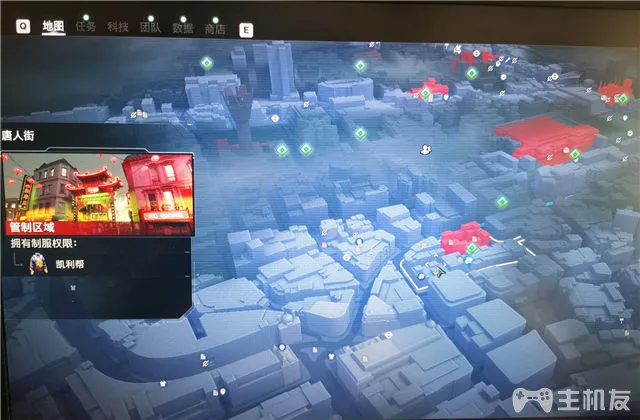 Q 地图 任务 科技 团队 数据 商店 E
唐人街
管制区域
拥有制服权限:
凯利帮
主机友